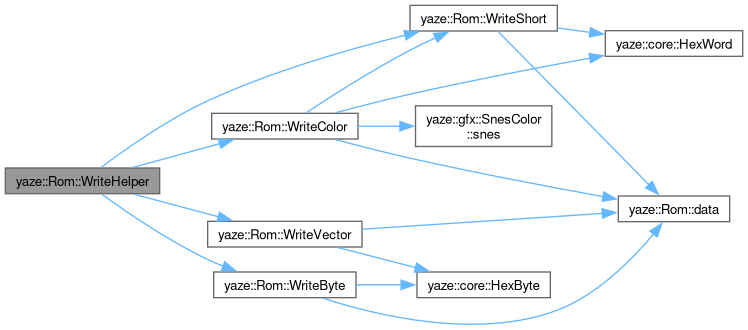 yaze::Rom::WriteShort
yaze::core::HexWord
yaze::Rom::WriteColor
yaze::gfx::SnesColor
::snes
yaze::Rom::WriteHelper
yaze::Rom::data
yaze::Rom::WriteVector
yaze::Rom::WriteByte
yaze::core::HexByte